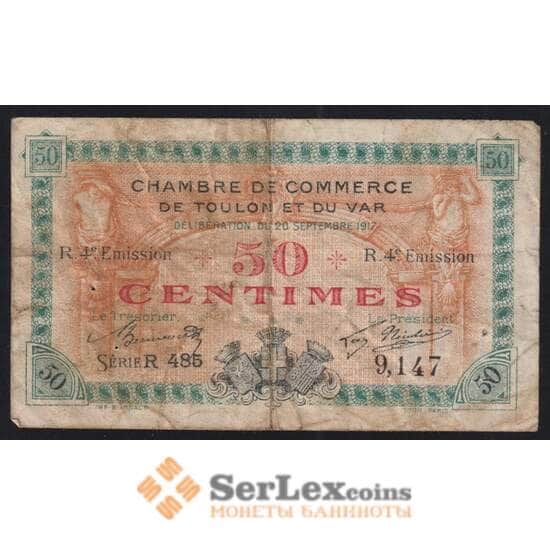 50 50
CHAMBRE DE COMMERCE
DE TOULON ET DU VAR
DÉLIBÉRATION DU 20 SEPTEMBRE 1917
R. 4e Emission R. 4e Emission
50
CENTIMES
Le Trésorier Le Président
SÉRIE R 485 9,147
50 50
SerLexcoins
МОНЕТЫ БАНКНОТЫ